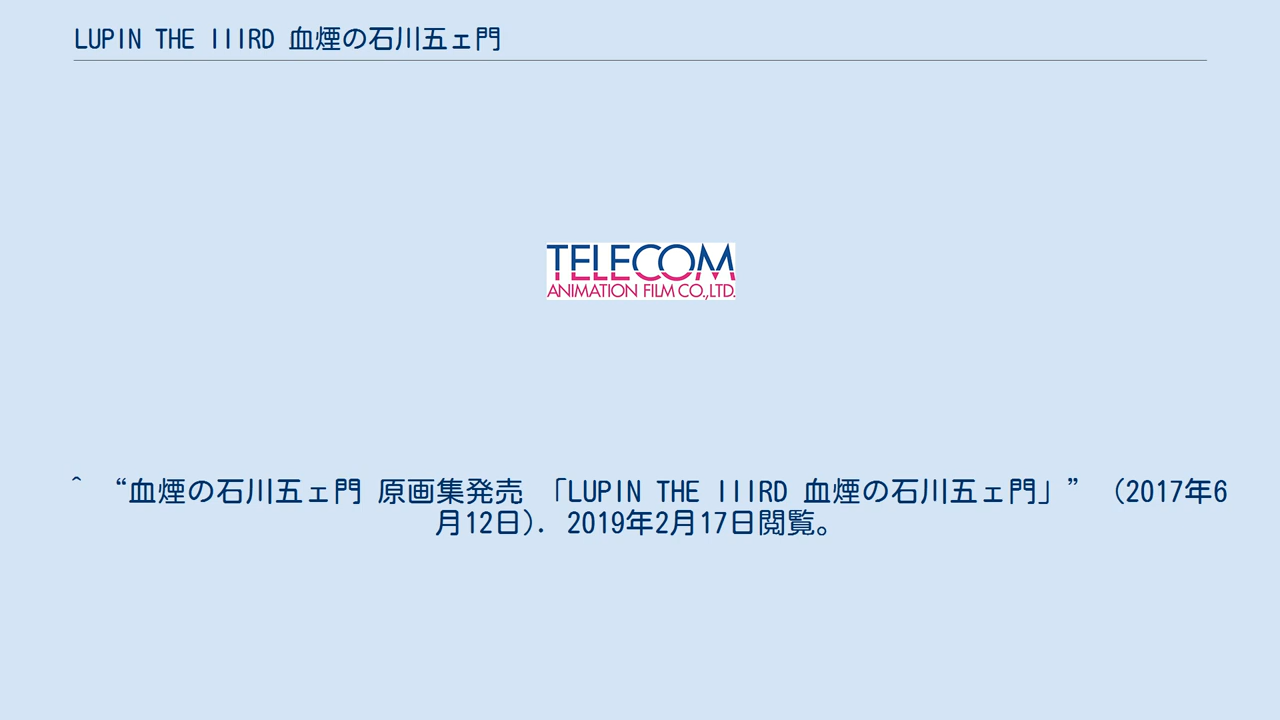 LUPIN THE IIIRD 血煙の石川五ェ門
TELECOM
ANIMATION FILM CO.,LTD.
^ “血煙の石川五ェ門 原画集発売 「LUPIN THE IIIRD 血煙の石川五ェ門」” (2017年6
月12日). 2019年2月17日閲覧。